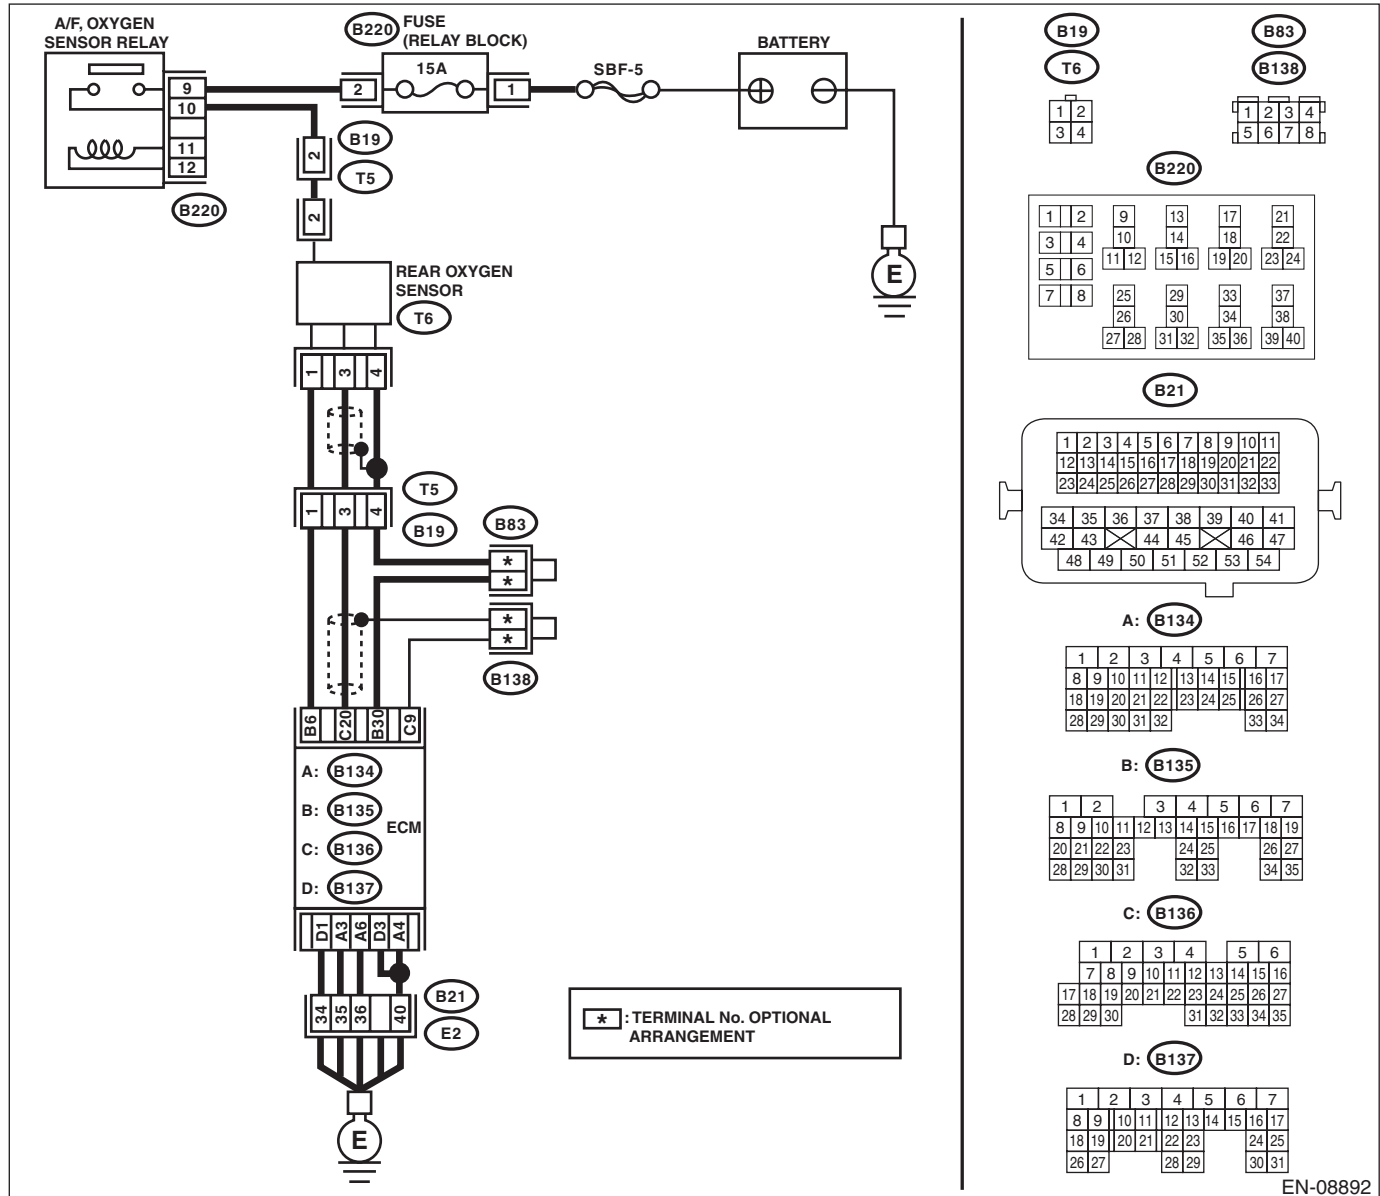 A/F, OXYGEN
SENSOR RELAY
B220
FUSE
(RELAY BLOCK)
15A
SBF-5
BATTERY
9
10
11
12
2
1
B220
2
B19
T5
2
E
REAR OXYGEN
SENSOR
T6
1 3 4
1 3 4
T5
B19
B83
*
*
*
*
B138
B6 C20 B30 C9
A: B134
B: B135
ECM
C: B136
D: B137
D1 A3 A6 D3 A4
34 35 36 40
B21
E2
E
* : TERMINAL No. OPTIONAL
ARRANGEMENT
B19
T6
1 2
3 4
B83
B138
1 2 3 4
5 6 7 8
B220
1 2 9 13 17 21
3 4 10 14 18 22
5 6 11 12 15 16 19 20 23 24
7 8 25 29 33 37
26 30 34 38
27 28 31 32 35 36 39 40
B21
1 2 3 4 5 6 7 8 9 10 11
12 13 14 15 16 17 18 19 20 21 22
23 24 25 26 27 28 29 30 31 32 33
34 35 36 37 38 39 40 41
42 43 44 45 46 47
48 49 50 51 52 53 54
A: B134
1 2 3 4 5 6 7
8 9 10 11 12 13 14 15 16 17
18 19 20 21 22 23 24 25 26 27
28 29 30 31 32 33 34
B: B135
1 2 3 4 5 6 7
8 9 10 11 12 13 14 15 16 17 18 19
20 21 22 23 24 25 26 27
28 29 30 31 32 33 34 35
C: B136
1 2 3 4 5 6
7 8 9 10 11 12 13 14 15 16
17 18 19 20 21 22 23 24 25 26 27
28 29 30 31 32 33 34 35
D: B137
1 2 3 4 5 6 7
8 9 10 11 12 13 14 15 16 17
18 19 20 21 22 23 24 25
26 27 28 29 30 31
EN-08892